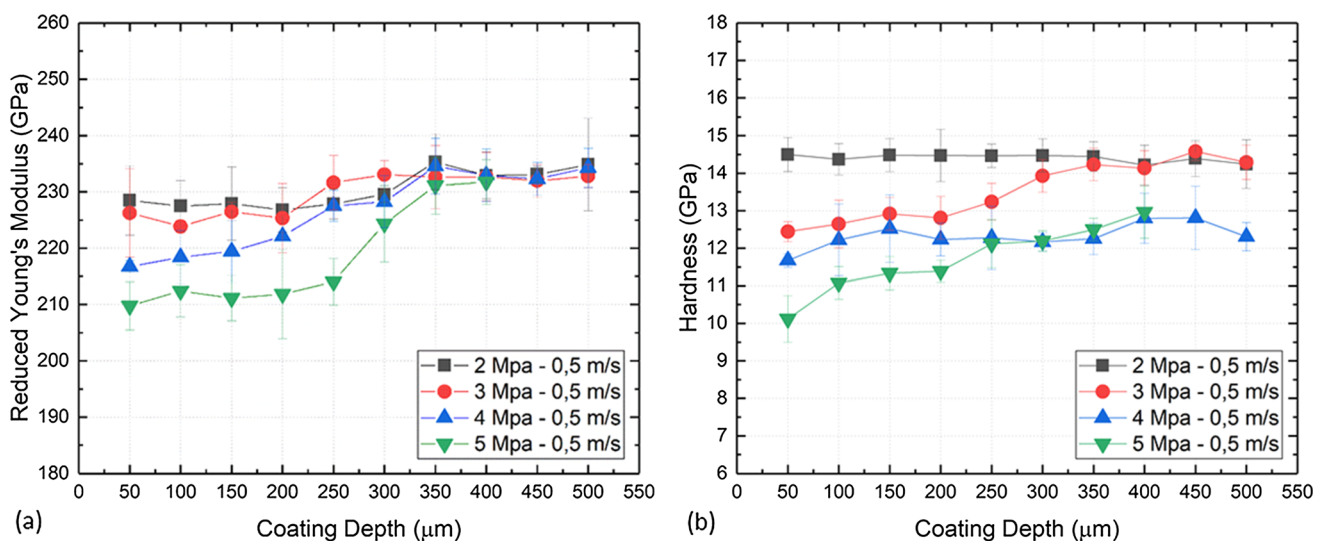 Reduced Young's Modulus (GPa)
260
250
240
230
220
210
200
190
180
2 Mpa - 0,5 m/s
3 Mpa - 0,5 m/s
4 Mpa - 0,5 m/s
5 Mpa - 0,5 m/s
0 50 100 150 200 250 300 350 400 450 500 550
(a)
Coating Depth (μm)
Hardness (GPa)
18
17
16
15
14
13
12
11
10
9
8
7
6
2 Mpa - 0,5 m/s
3 Mpa - 0,5 m/s
4 Mpa - 0,5 m/s
5 Mpa - 0,5 m/s
0 50 100 150 200 250 300 350 400 450 500 550
(b)
Coating Depth (μm)